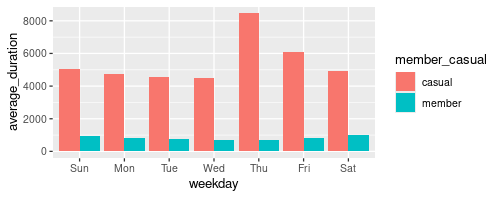 average_duration
8000
6000
4000
2000
0
Sun Mon Tue Wed Thu Fri Sat
weekday
member_casual
casual
member